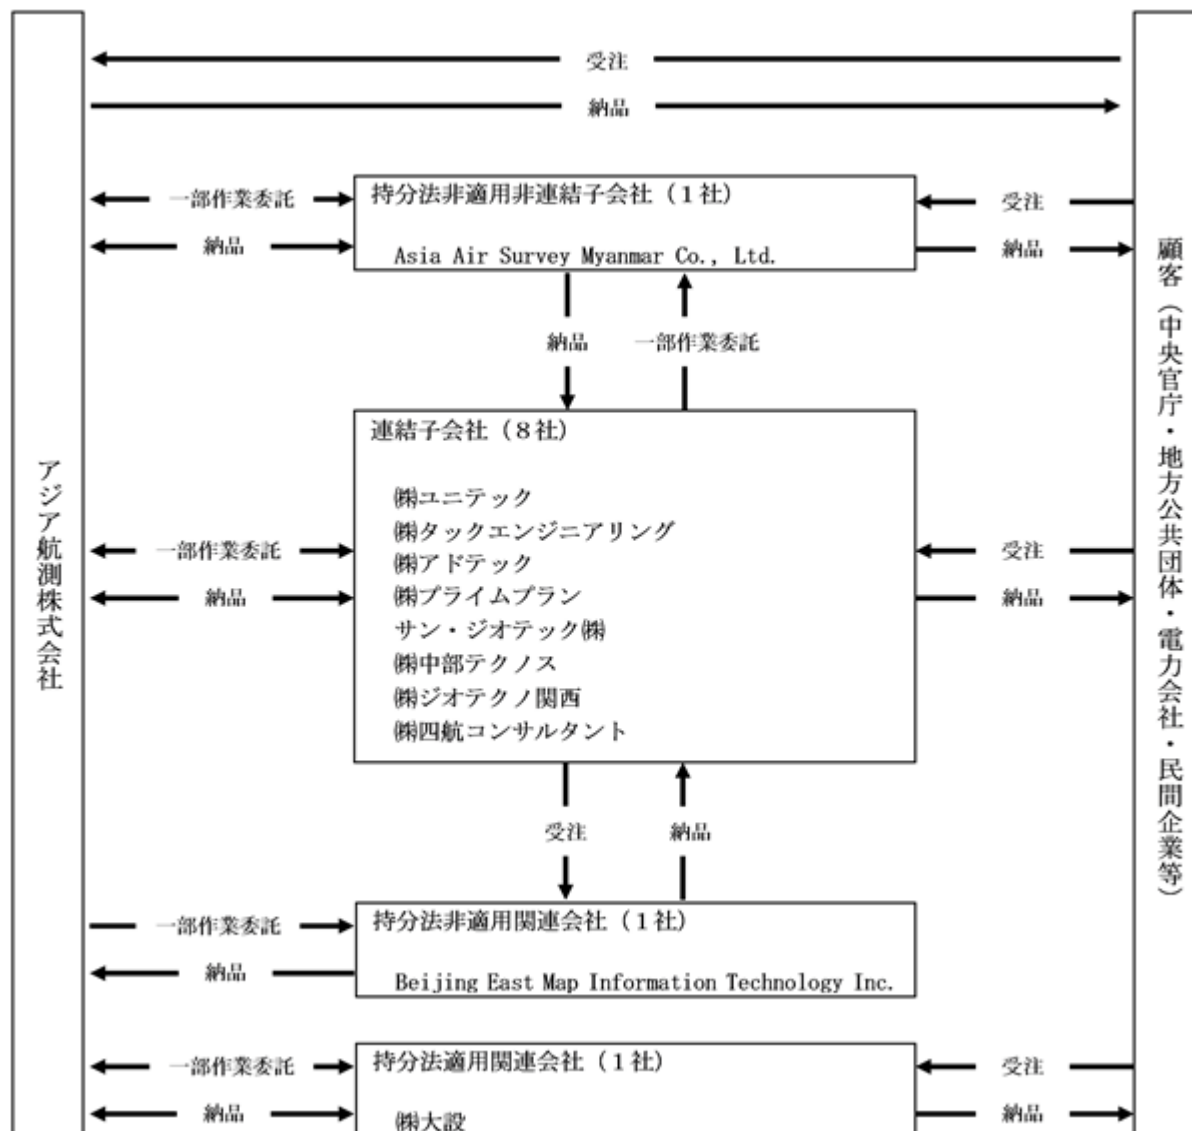 受注
納品
一部作業委託
持分法非適用非連結子会社（１社）
受注
納品
Asia Air Survey Myanmar Co., Ltd.
納品
納品
一部作業委託
連結子会社（８社）
㈱ユニテック
㈱タックエンジニアリング
一部作業委託
㈱アドテック
受注
納品
㈱プライムプラン
納品
サン・ジオテック㈱
㈱中部テクノス
㈱ジオテクノ関西
㈱四航コンサルタント
アジア航測株式会社
顧客（中央官庁・地方公共団体・電力会社・民間企業等）
受注
納品
一部作業委託
持分法非適用関連会社（１社）
納品
Beijing East Map Information Technology Inc.
一部作業委託
持分法適用関連会社（１社）
受注
納品
㈱大設
納品